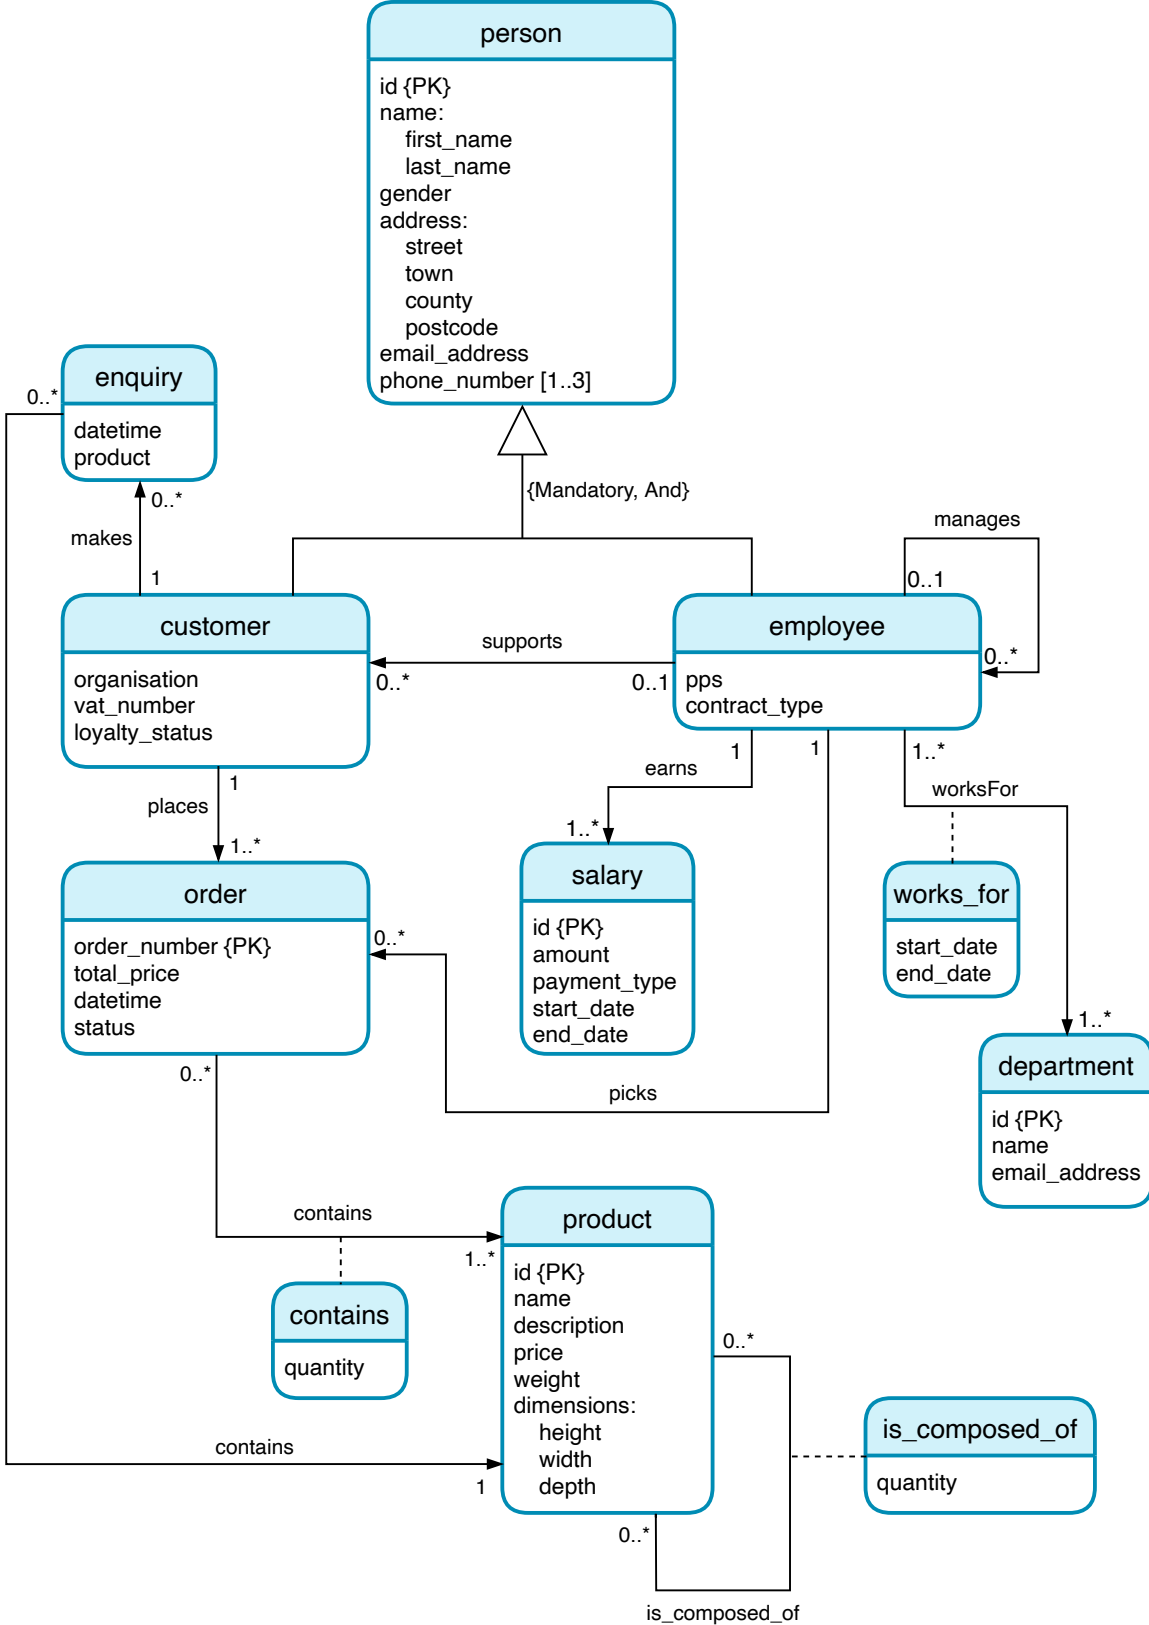 person
id {PK}
name:
first_name
last_name
gender
address:
street
town
county
postcode
email_address
phone_number [1..3]
{Mandatory, And}
enquiry
datetime
product
0..*
0..*
makes
1
customer
organisation
vat_number
loyalty_status
supports
0..*
0..1
manages
0..1
0..*
employee
pps
contract_type
1
places
1..*
earns
1
1..*
1
1..*
worksFor
order
order_number {PK}
total_price
datetime
status
0..*
salary
id {PK}
amount
payment_type
start_date
end_date
works_for
start_date
end_date
1..*
department
id {PK}
name
email_address
picks
0..*
contains
1..*
contains
quantity
product
id {PK}
name
description
price
weight
dimensions:
height
width
depth
contains
1
0..*
0..*
is_composed_of
is_composed_of
quantity